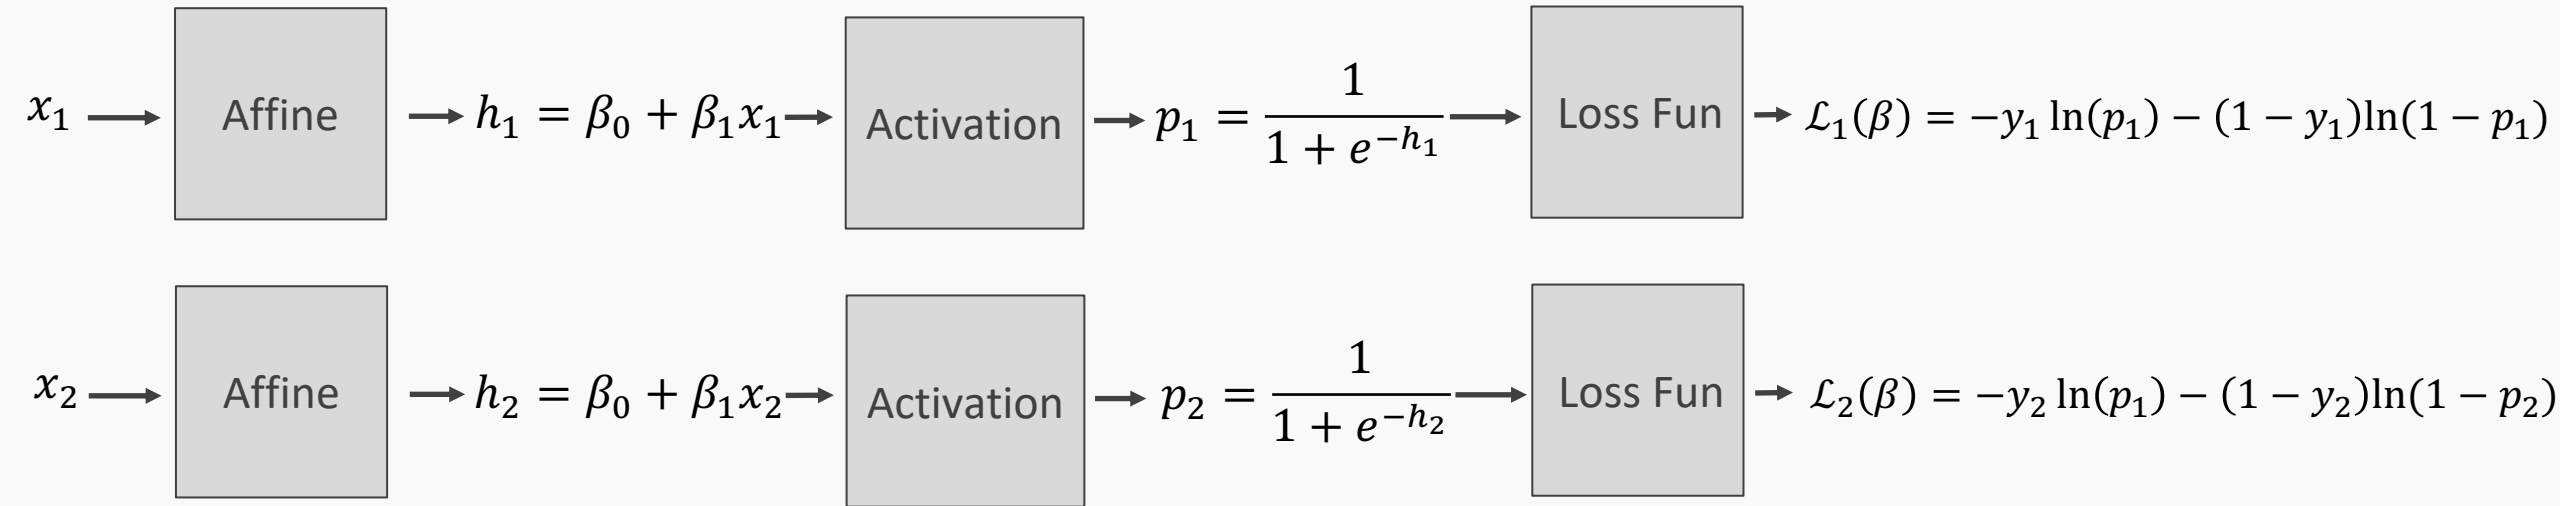 x₁ → Affine → h₁ = β₀ + β₁x₁ → Activation → p₁ = 1 / (1 + e^(−h₁)) → Loss Fun → ℒ₁(β) = −y₁ ln(p₁) − (1 − y₁)ln(1 − p₁)
x₂ → Affine → h₂ = β₀ + β₁x₂ → Activation → p₂ = 1 / (1 + e^(−h₂)) → Loss Fun → ℒ₂(β) = −y₂ ln(p₁) − (1 − y₂)ln(1 − p₂)